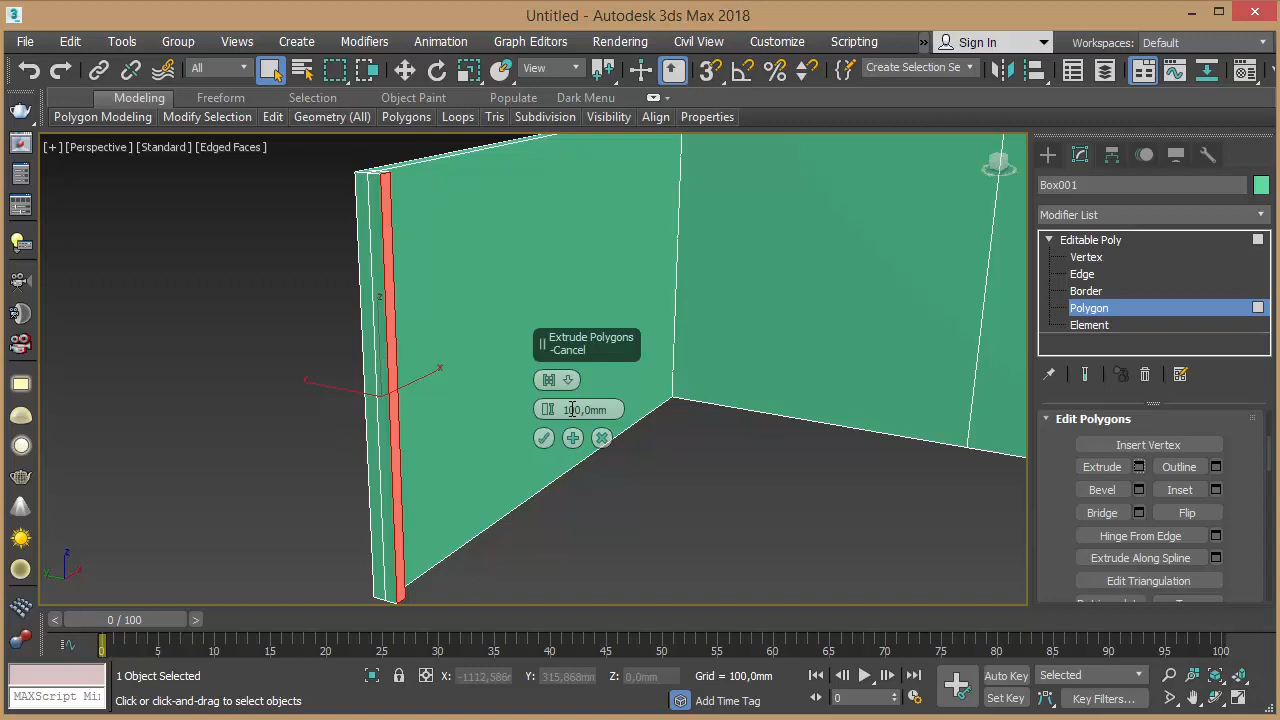 Untitled - Autodesk 3ds Max 2018
File Edit Tools Group Views Create Modifiers Animation Graph Editors Rendering Civil View Customize Scripting » Sign In Workspaces: Default
All View Create Selection Se
Modeling Freeform Selection Object Paint Populate Dark Menu
Polygon Modeling Modify Selection Edit Geometry (All) Polygons Loops Tris Subdivision Visibility Align Properties
[+] [Perspective] [Standard] [Edged Faces]
Box001
Modifier List
Editable Poly
Vertex
Edge
Border
Polygon
Element
z
x
Extrude Polygons
-Cancel
100,0mm
Edit Polygons
Insert Vertex
Extrude Outline
Bevel Inset
Bridge Flip
Hinge From Edge
Extrude Along Spline
Edit Triangulation
z
< 0 / 100 >
0 5 10 15 20 25 30 35 40 45 50 55 60 65 70 75 80 85 90 95 100
1 Object Selected X: -1112,586m Y: 315,868mm Z: 0,0mm Grid = 100,0mm Auto Key Selected
MAXScript Mi Click or click-and-drag to select objects Add Time Tag 0 Set Key Key Filters...